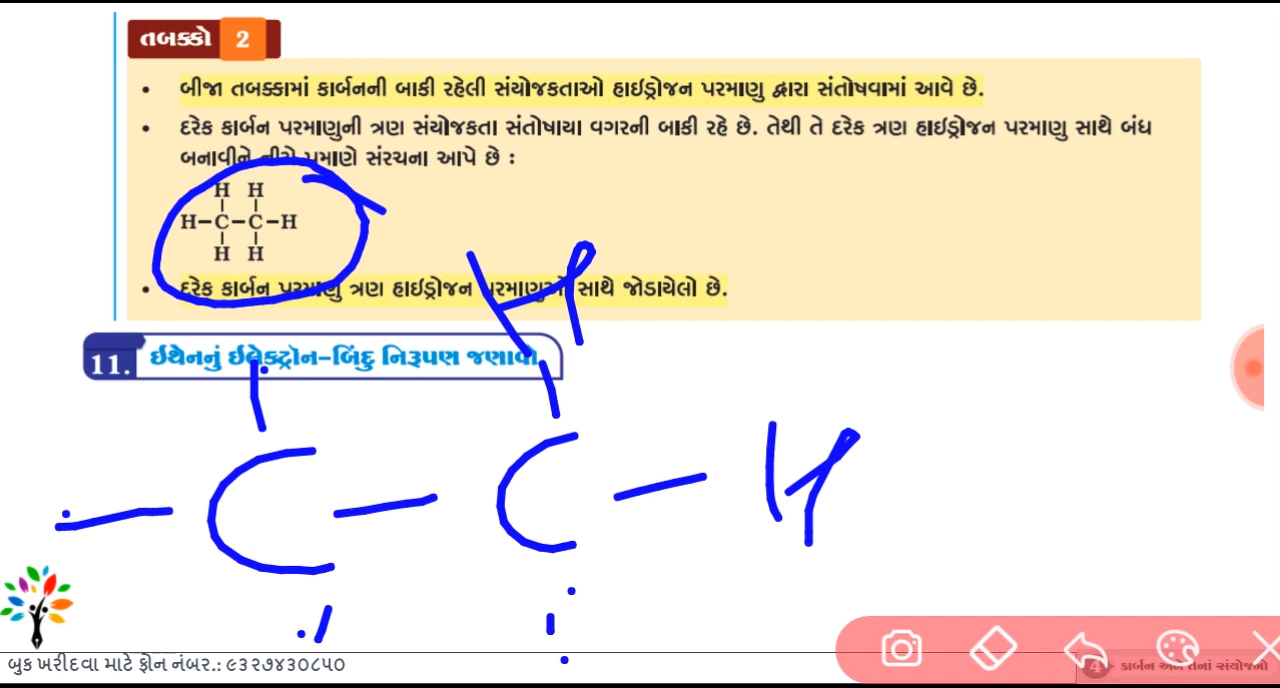 તબક્કો 2
• બીજા તબક્કામાં કાર્બનની બાકી રહેલી સંયોજકતાઓ હાઇડ્રોજન પરમાણુ દ્વારા સંતોષવામાં આવે છે.
• દરેક કાર્બન પરમાણુની ત્રણ સંયોજકતા સંતોષાયા વગરની બાકી રહે છે. તેથી તે દરેક ત્રણ હાઇડ્રોજન પરમાણુ સાથે બંધ
બનાવીને નીચે પ્રમાણે સંરચના આપે છે :
H H
H–C–C–H
H H
• દરેક કાર્બન પરમાણુ ત્રણ હાઇડ્રોજન પરમાણુઓ સાથે જોડાયેલો છે.
H
11. ઈથેનનું ઈલેક્ટ્રૉન–બિંદુ નિરૂપણ જણાવો.
– C – C – H
બુક ખરીદવા માટે ફોન નંબર.: ૯૩૨૭૪૩૦૮૫૦
4 કાર્બન અને તેનાં સંયોજનો